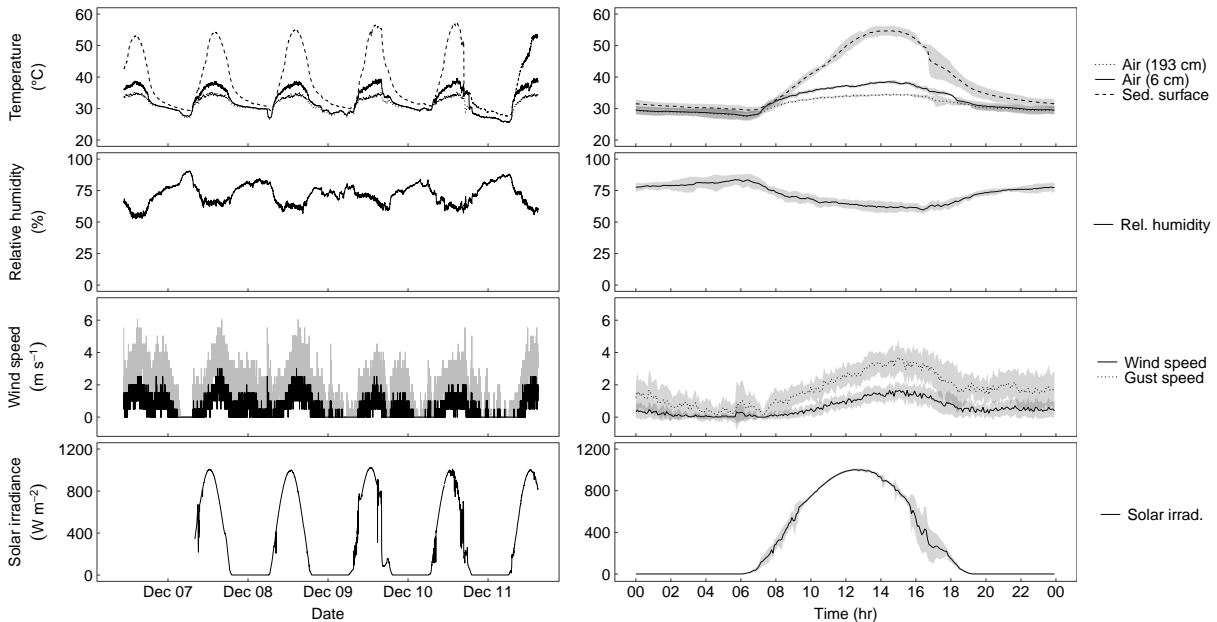 Temperature
(°C)
60
50
40
30
20
60
50
40
30
20
Air (193 cm)
Air (6 cm)
Sed. surface
Relative humidity
(%)
100
75
50
25
0
100
75
50
25
0
Rel. humidity
Wind speed
(m s⁻¹)
6
4
2
0
6
4
2
0
Wind speed
Gust speed
Solar irradiance
(W m⁻²)
1200
800
400
0
1200
800
400
0
Solar irrad.
Dec 07 Dec 08 Dec 09 Dec 10 Dec 11
Date
00 02 04 06 08 10 12 14 16 18 20 22 00
Time (hr)